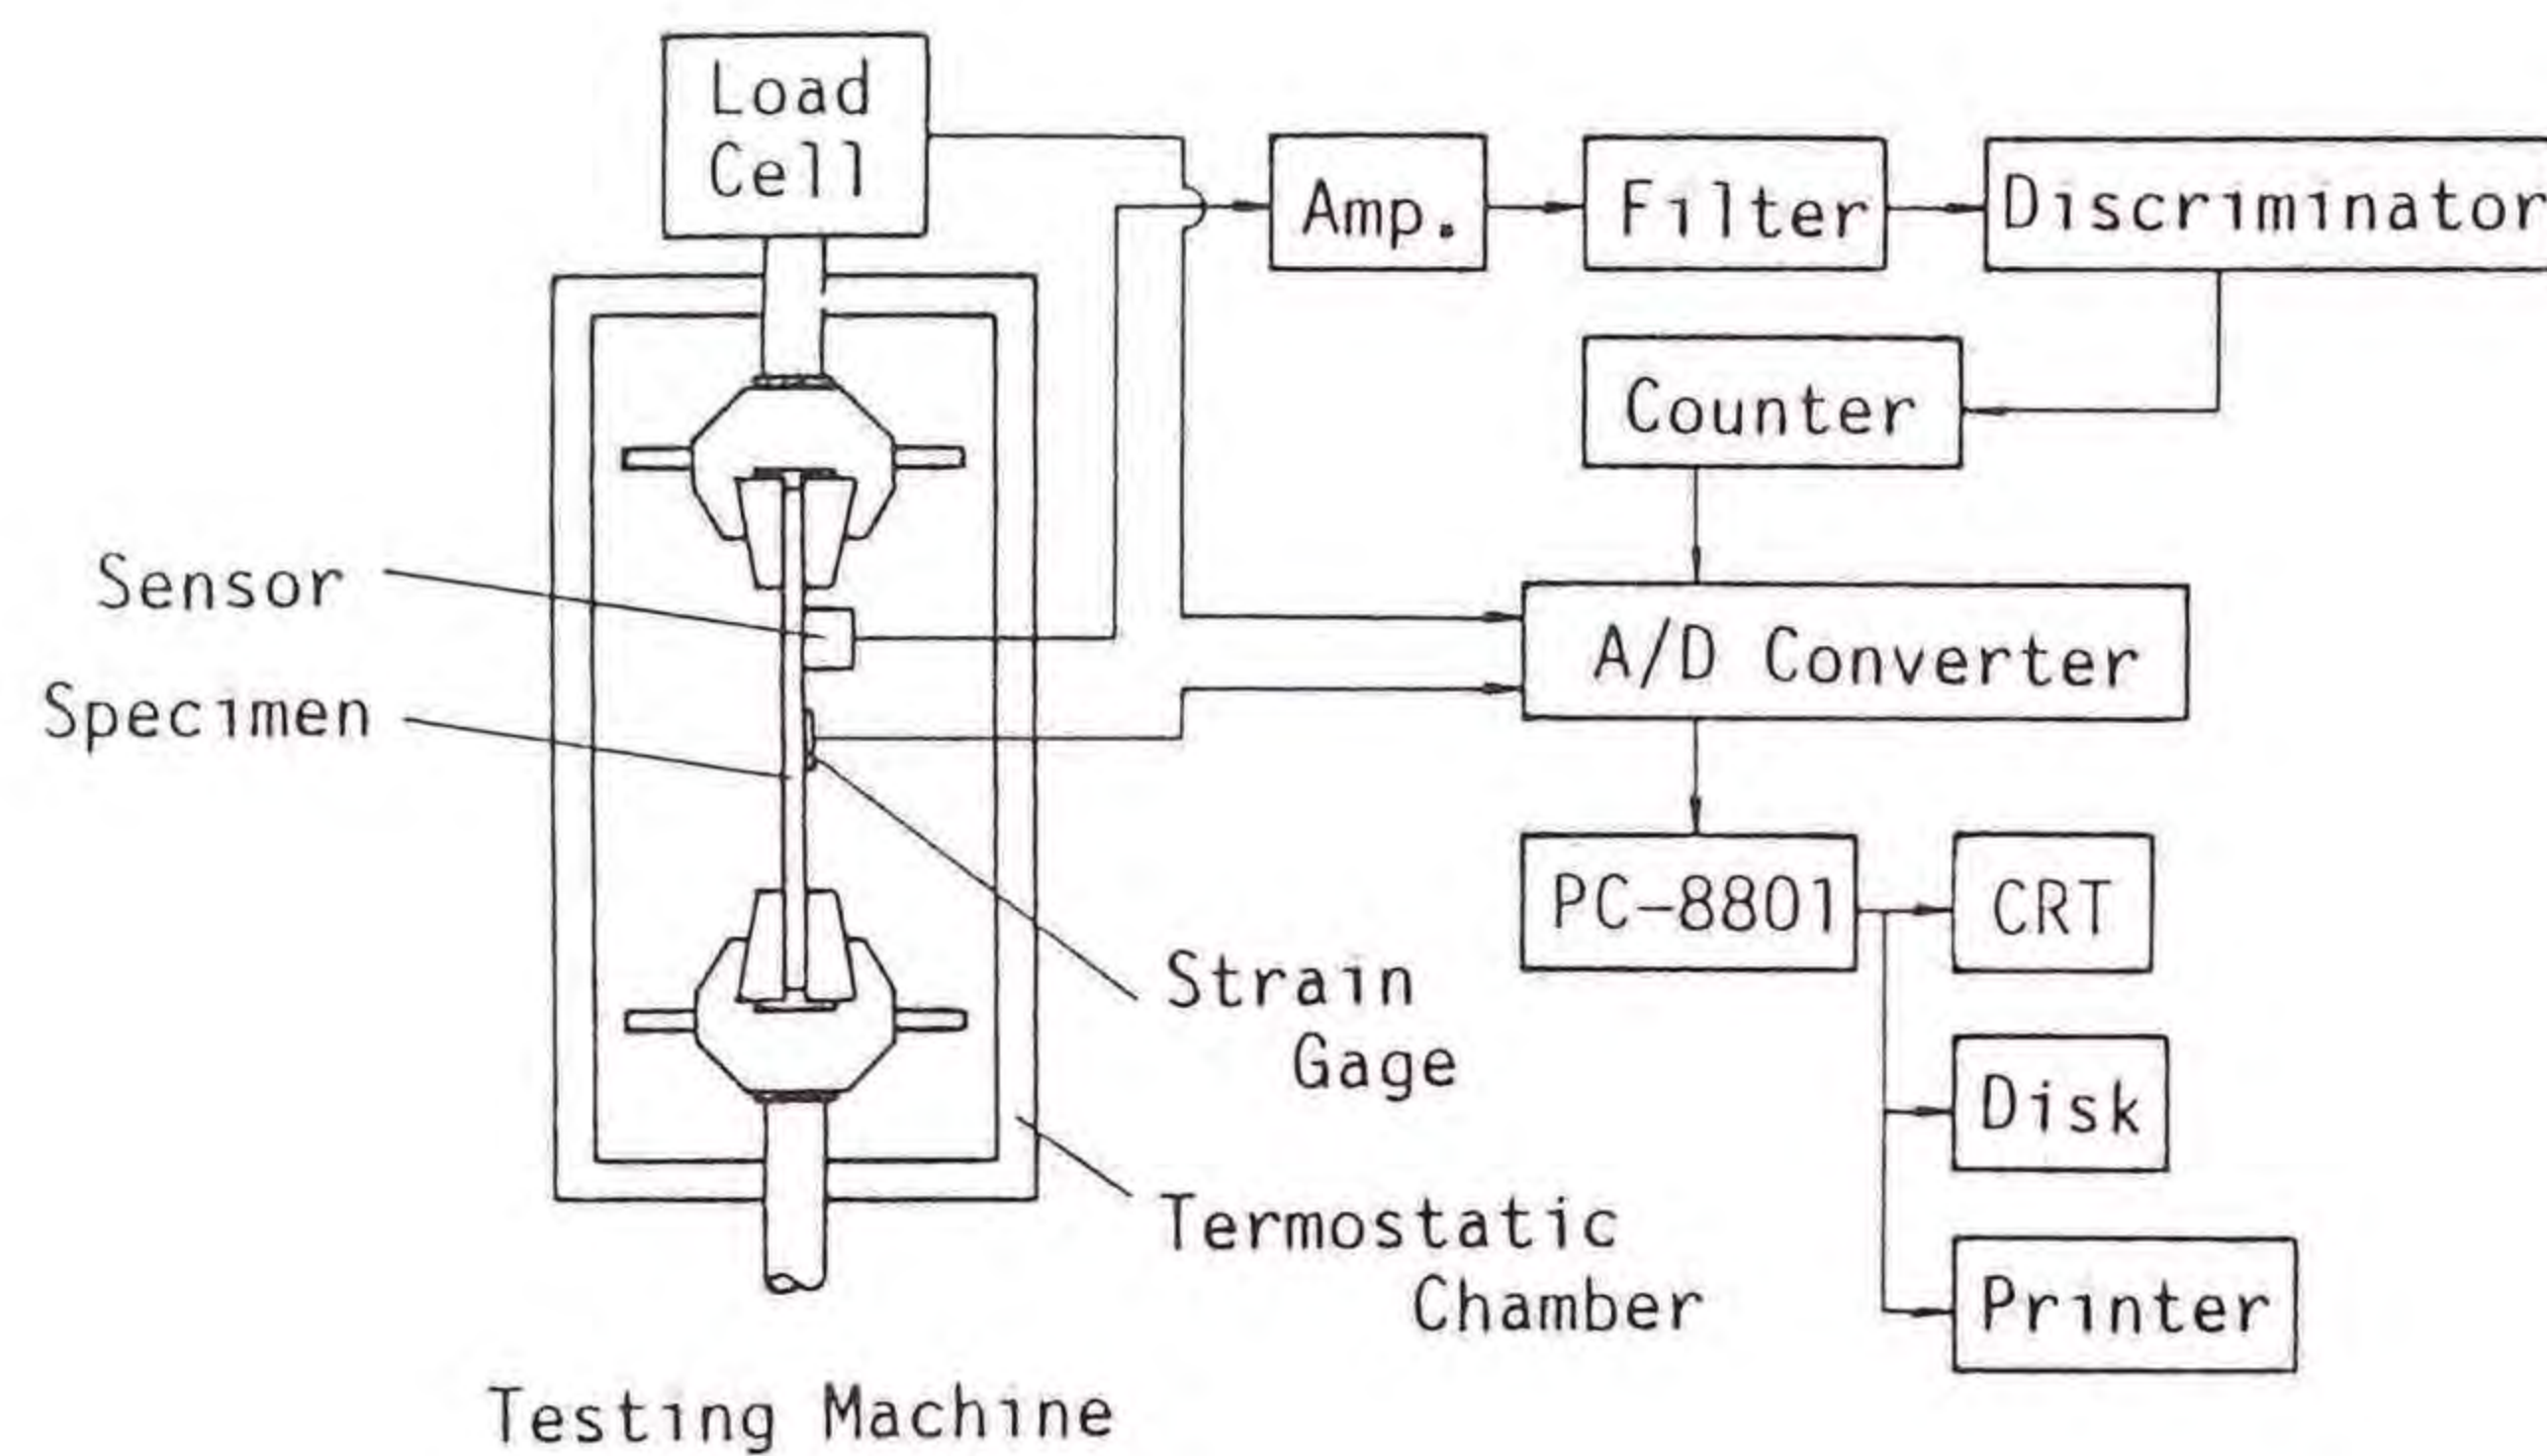 Load
Cell
Amp.
Filter
Discriminator
Counter
Sensor
A/D Converter
Specimen
PC-8801
CRT
Strain
Gage
Disk
Termostatic
Chamber
Printer
Testing Machine